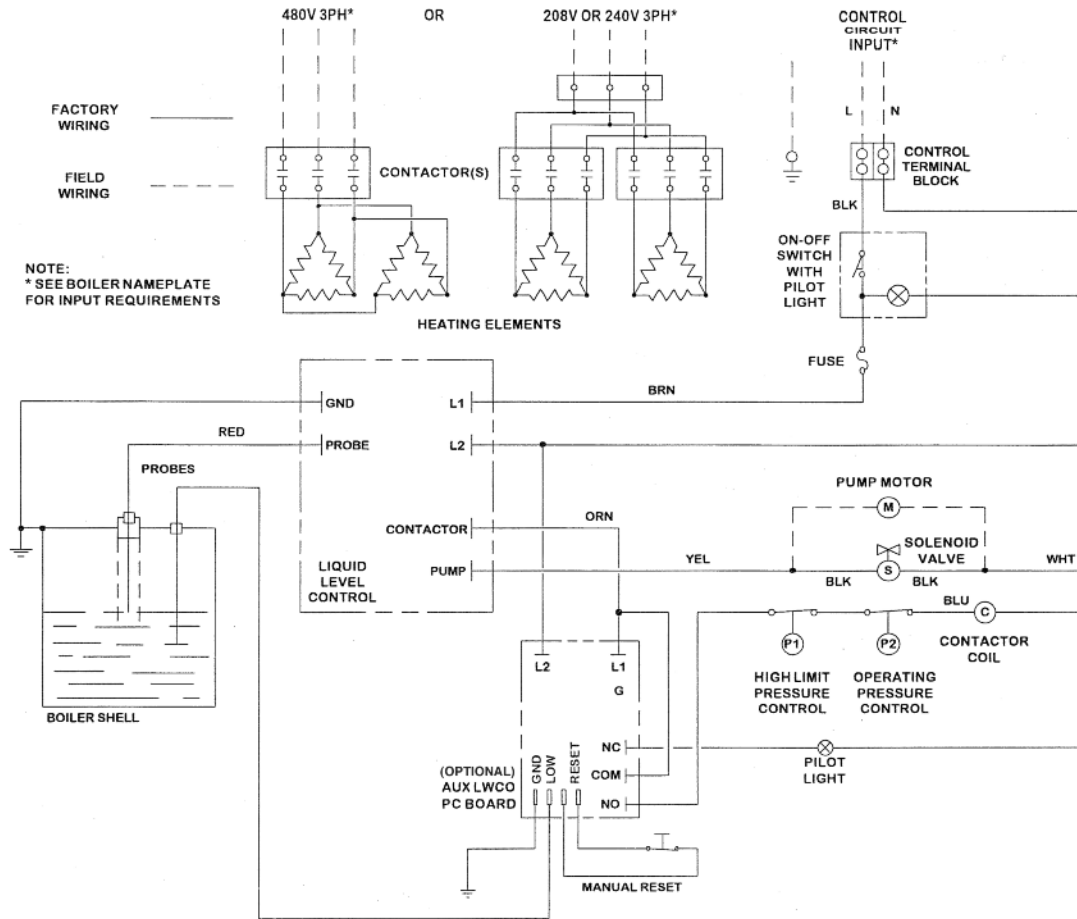 480V 3PH*
OR
208V OR 240V 3PH*
CONTROL
CIRCUIT
INPUT*
FACTORY
WIRING
L
N
CONTROL
TERMINAL
BLOCK
CONTACTOR(S)
FIELD
WIRING
BLK
ON-OFF
SWITCH
WITH
PILOT
LIGHT
NOTE:
* SEE BOILER NAMEPLATE
FOR INPUT REQUIREMENTS
HEATING ELEMENTS
FUSE
BRN
GND
L1
RED
PROBE
L2
PROBES
PUMP MOTOR
M
ORN
CONTACTOR
SOLENOID
VALVE
YEL
WHT
PUMP
S
BLK
BLK
LIQUID
LEVEL
CONTROL
BLU
C
CONTACTOR
COIL
P1
P2
HIGH LIMIT
PRESSURE
CONTROL
OPERATING
PRESSURE
CONTROL
L2
L1
G
BOILER SHELL
NC
PILOT
LIGHT
(OPTIONAL)
AUX LWCO
PC BOARD
GND
LOW
RESET
COM
NO
MANUAL RESET